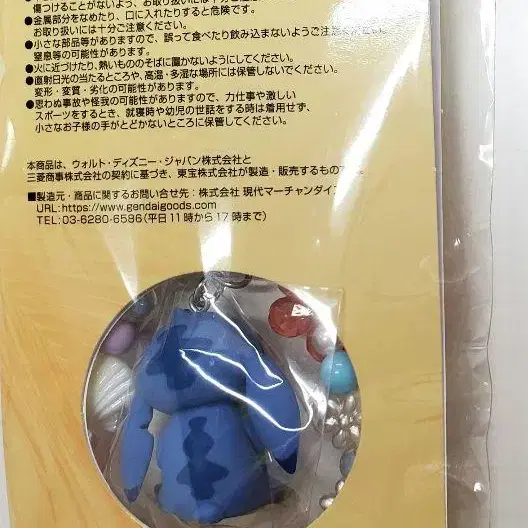 傷つけることがないよう、お取り扱いには十分ご注意
●金属部分をなめたり、口に入れたりすると危険です。
お取り扱いには十分ご注意ください。
●小さな部品等がありますので、誤って食べたり飲み込まないようご注意
窒息等の可能性があります。
●火に近づけたり、熱いもののそばに置かないようにしてください。
●直射日光の当たるところや、高温・多湿な場所には保管しないでください。
変形・変質・劣化の可能性があります。
●思わぬ事故や怪我の可能性がありますので、力仕事や激しい
スポーツをするとき、就寝時や幼児の世話をする時は着用せず、
小さなお子様の手がとどかないところに保管してください。
本商品は、ウォルト・ディズニー・ジャパン株式会社と
三菱商事株式会社の契約に基づき、東宝株式会社が製造・販売するもので
■製造元・商品に関するお問い合せ先:株式会社 現代マーチャンダイ
URL:https://www.gendaigoods.com
TEL:03-6280-6586(平日11時から17時まで)